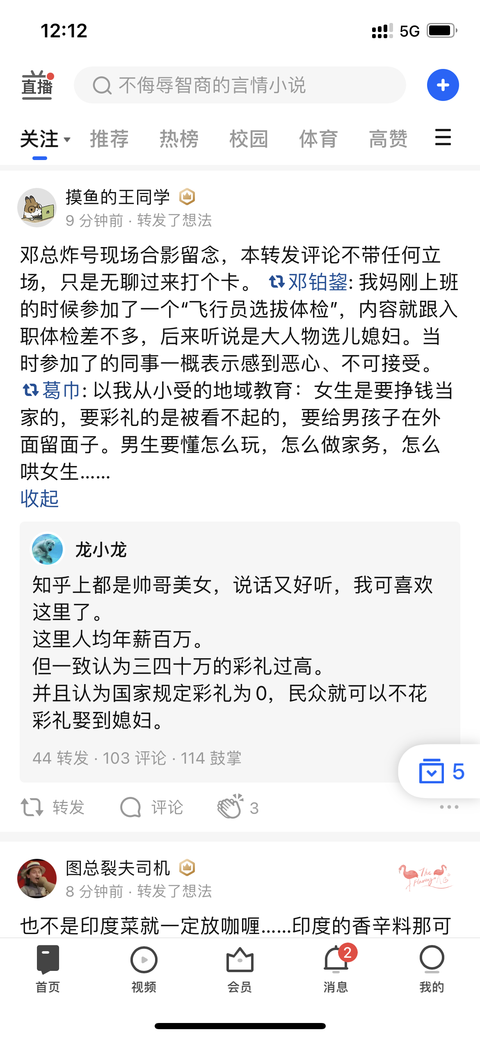 12:12
5G
直播
不侮辱智商的言情小说
关注 推荐 热榜 校园 体育 高赞
摸鱼的王同学
9 分钟前 · 转发了想法
邓总炸号现场合影留念，本转发评论不带任何立
场，只是无聊过来打个卡。 邓铂鋆: 我妈刚上班
的时候参加了一个“飞行员选拔体检”，内容就跟入
职体检差不多，后来听说是大人物选儿媳妇。当
时参加了的同事一概表示感到恶心、不可接受。
葛巾: 以我从小受的地域教育：女生是要挣钱当
家的，要彩礼的是被看不起的，要给男孩子在外
面留面子。男生要懂怎么玩，怎么做家务，怎么
哄女生......
收起
龙小龙
知乎上都是帅哥美女，说话又好听，我可喜欢
这里了。
这里人均年薪百万。
但一致认为三四十万的彩礼过高。
并且认为国家规定彩礼为0，民众就可以不花
彩礼娶到媳妇。
44 转发 · 103 评论 · 114 鼓掌
5
转发 评论 3
图总裂夫司机
8 分钟前 · 转发了想法
也不是印度菜就一定放咖喱......印度的香辛料那可
2
首页 视频 会员 消息 我的